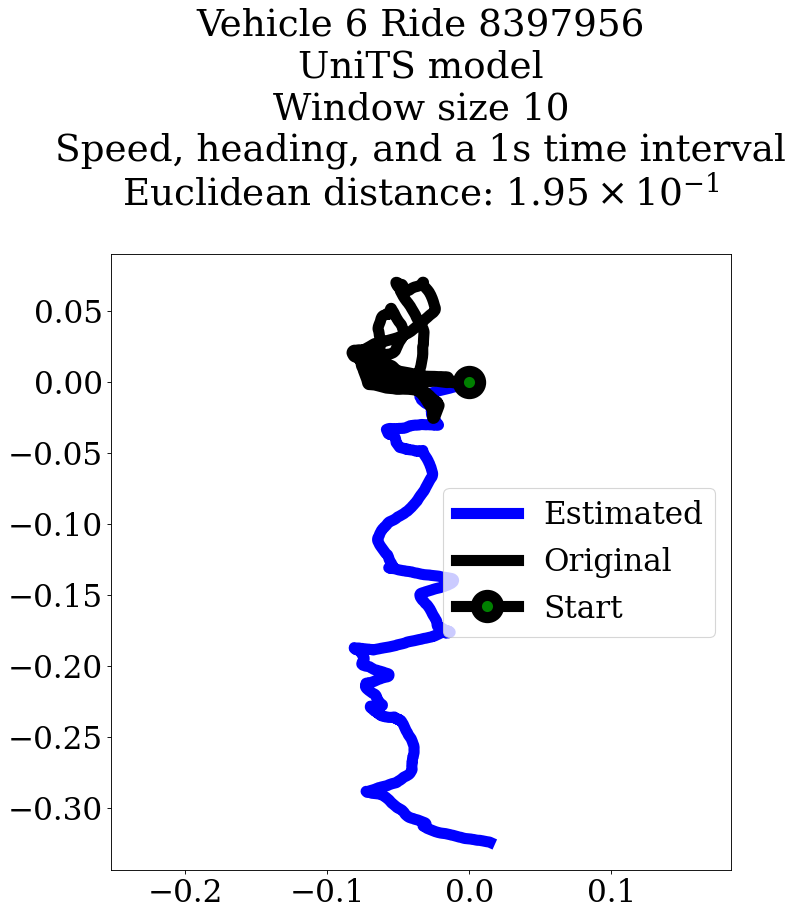 Vehicle 6 Ride 8397956
UniTS model
Window size 10
Speed, heading, and a 1s time interval
Euclidean distance: 1.95 × 10⁻¹
0.05
0.00
−0.05
−0.10
−0.15
−0.20
−0.25
−0.30
Estimated
Original
Start
−0.2 −0.1 0.0 0.1